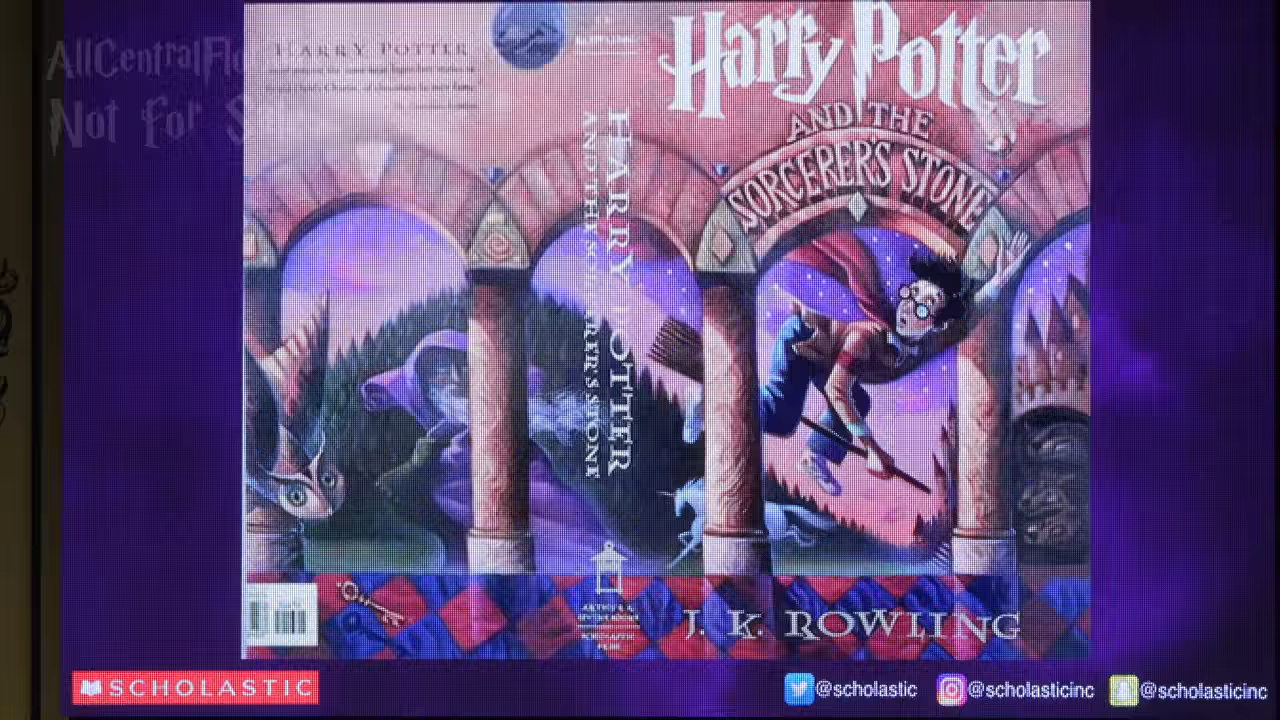 AllCentralFlo
Not for S
HARRY POTTER
Harry Potter
AND THE
SORCERER'S STONE
HARRY POTTER
AND THE SORCERER'S STONE
J. K. ROWLING
SCHOLASTIC
@scholastic
@scholasticinc
@scholasticinc